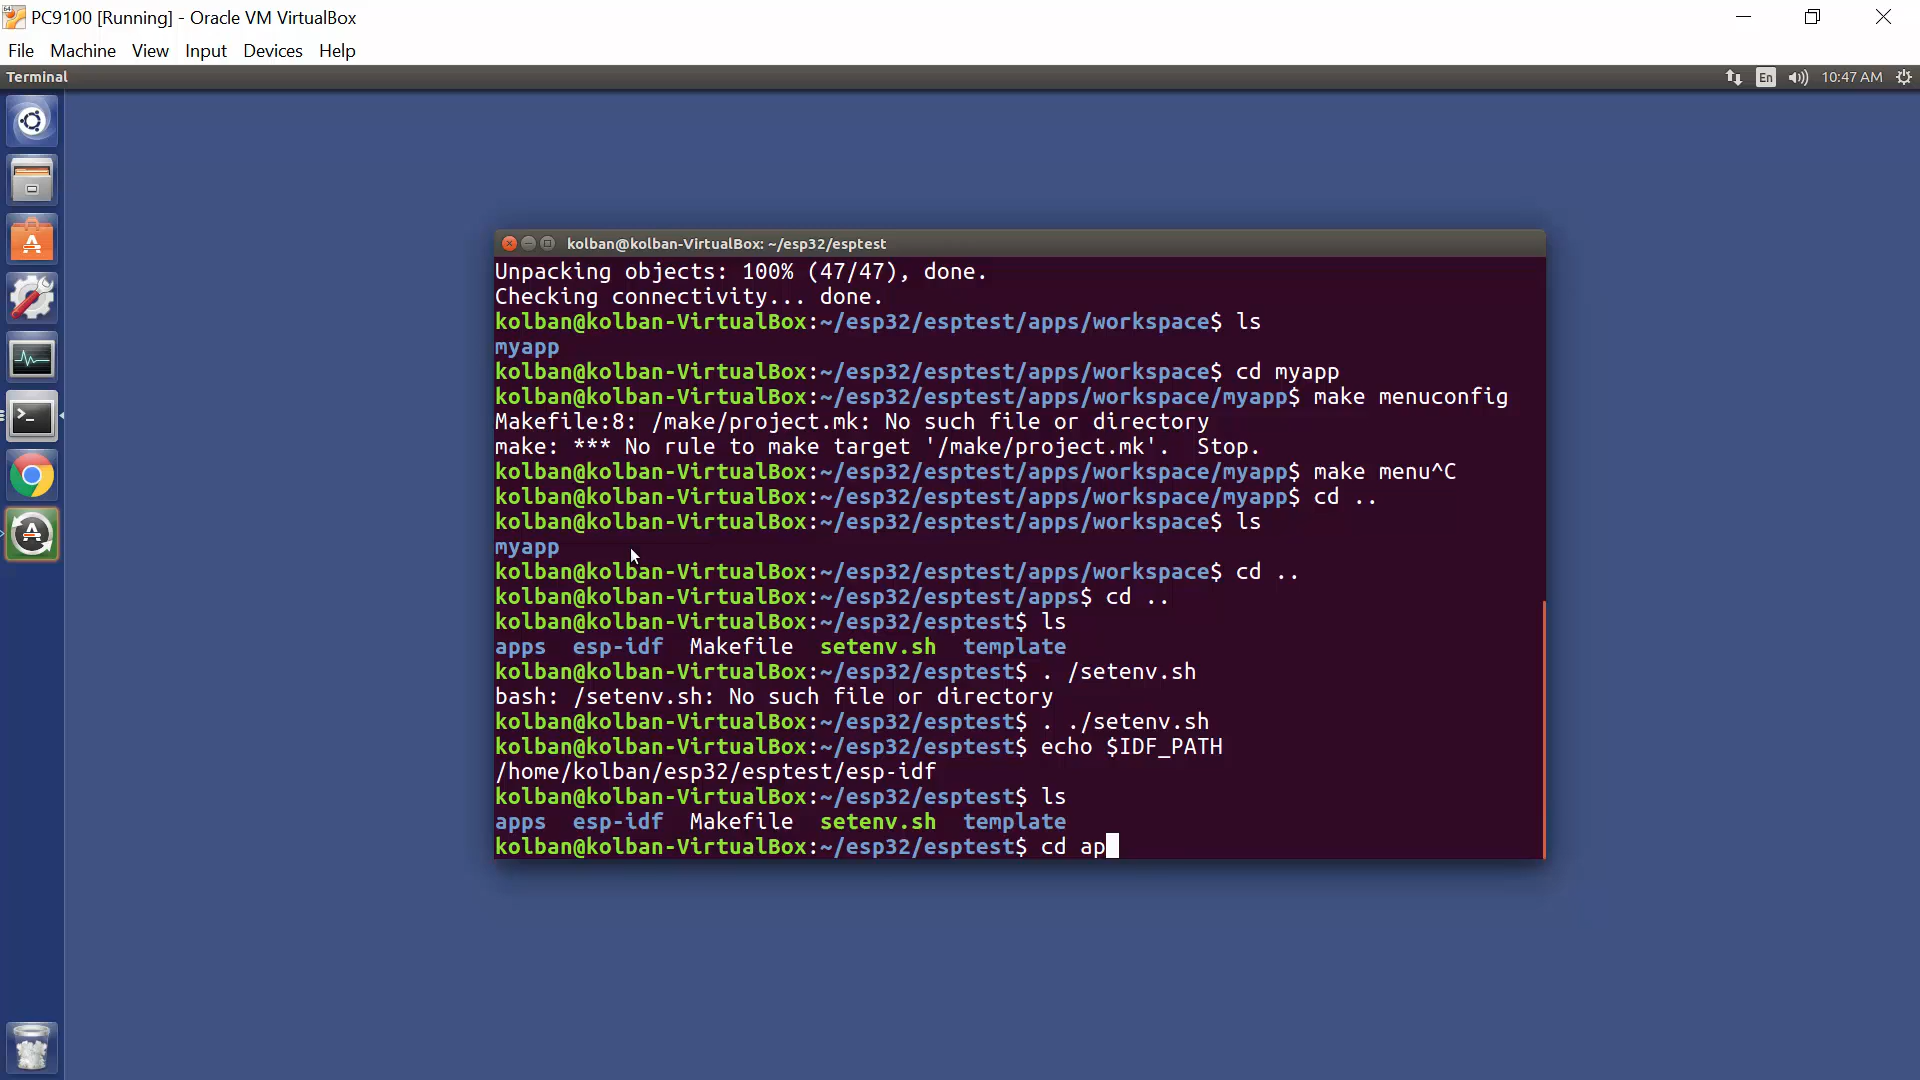 PC9100 [Running] - Oracle VM VirtualBox
File Machine View Input Devices Help
Terminal En 10:47 AM
kolban@kolban-VirtualBox: ~/esp32/esptest
Unpacking objects: 100% (47/47), done.
Checking connectivity... done.
kolban@kolban-VirtualBox:~/esp32/esptest/apps/workspace$ ls
myapp
kolban@kolban-VirtualBox:~/esp32/esptest/apps/workspace$ cd myapp
kolban@kolban-VirtualBox:~/esp32/esptest/apps/workspace/myapp$ make menuconfig
Makefile:8: /make/project.mk: No such file or directory
make: *** No rule to make target '/make/project.mk'.  Stop.
kolban@kolban-VirtualBox:~/esp32/esptest/apps/workspace/myapp$ make menu^C
kolban@kolban-VirtualBox:~/esp32/esptest/apps/workspace/myapp$ cd ..
kolban@kolban-VirtualBox:~/esp32/esptest/apps/workspace$ ls
myapp
kolban@kolban-VirtualBox:~/esp32/esptest/apps/workspace$ cd ..
kolban@kolban-VirtualBox:~/esp32/esptest/apps$ cd ..
kolban@kolban-VirtualBox:~/esp32/esptest$ ls
apps  esp-idf  Makefile  setenv.sh  template
kolban@kolban-VirtualBox:~/esp32/esptest$ . /setenv.sh
bash: /setenv.sh: No such file or directory
kolban@kolban-VirtualBox:~/esp32/esptest$ . ./setenv.sh
kolban@kolban-VirtualBox:~/esp32/esptest$ echo $IDF_PATH
/home/kolban/esp32/esptest/esp-idf
kolban@kolban-VirtualBox:~/esp32/esptest$ ls
apps  esp-idf  Makefile  setenv.sh  template
kolban@kolban-VirtualBox:~/esp32/esptest$ cd ap